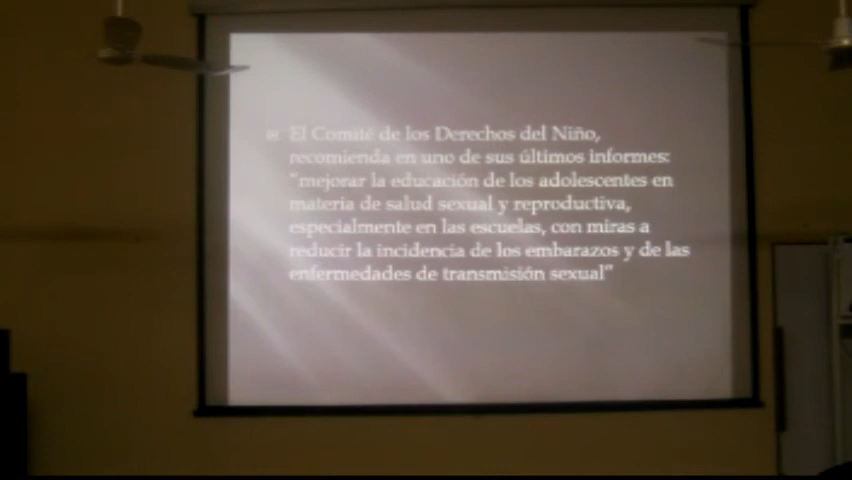 El Comité de los Derechos del Niño,
recomienda en uno de sus últimos informes:
"mejorar la educación de los adolescentes en
materia de salud sexual y reproductiva,
especialmente en las escuelas, con miras a
reducir la incidencia de los embarazos y de las
enfermedades de transmisión sexual"